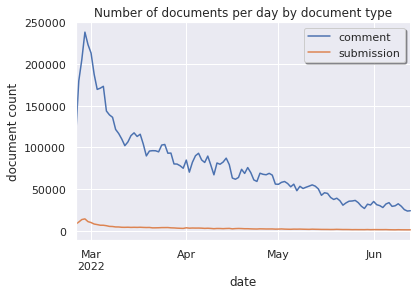 Number of documents per day by document type
250000
200000
150000
100000
50000
0
document count
comment
submission
Mar
2022
Apr
May
Jun
date